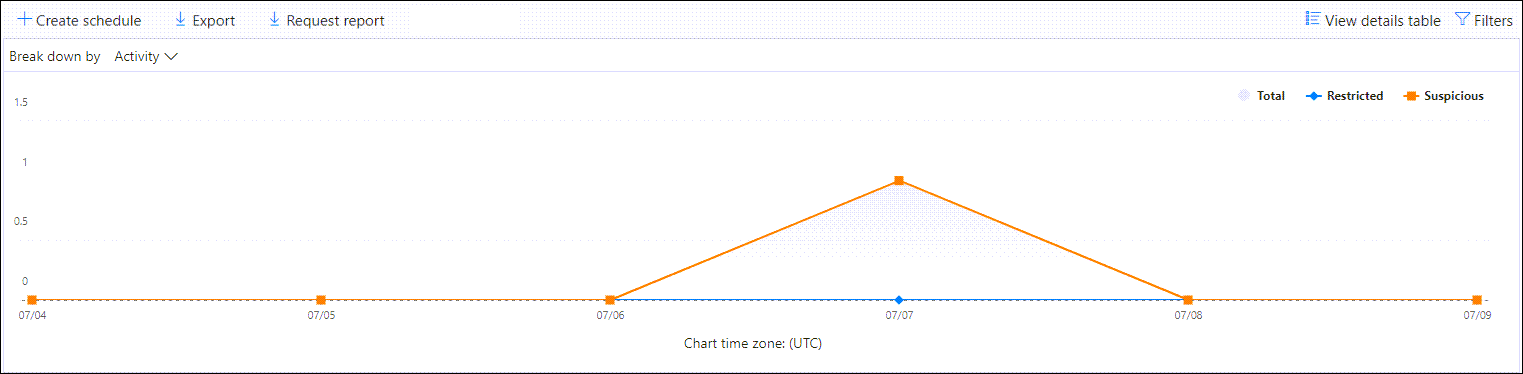 Create schedule Export Request report View details table Filters
Break down by Activity
Total Restricted Suspicious
1.5
1
0.5
0
07/04 07/05 07/06 07/07 07/08 07/09
Chart time zone: (UTC)